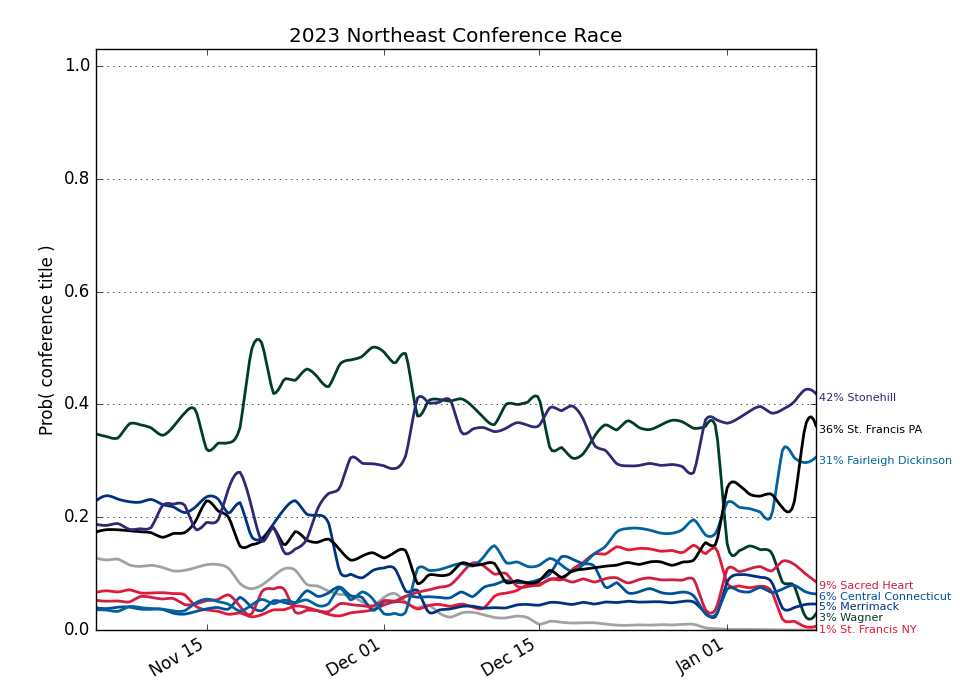 2023 Northeast Conference Race
Prob( conference title )
1.0
0.8
0.6
0.4
0.2
0.0
Nov 15
Dec 01
Dec 15
Jan 01
42% Stonehill
36% St. Francis PA
31% Fairleigh Dickinson
9% Sacred Heart
6% Central Connecticut
5% Merrimack
3% Wagner
1% St. Francis NY